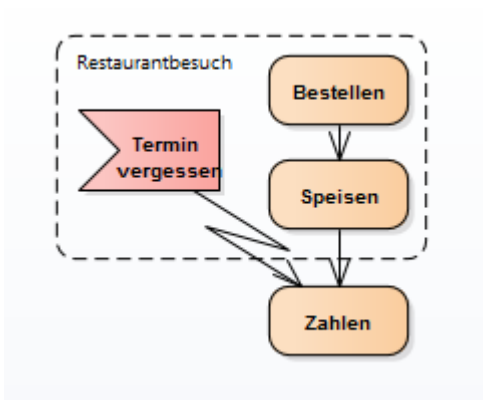 Restaurantbesuch
Bestellen
Termin
vergessen
Speisen
Zahlen